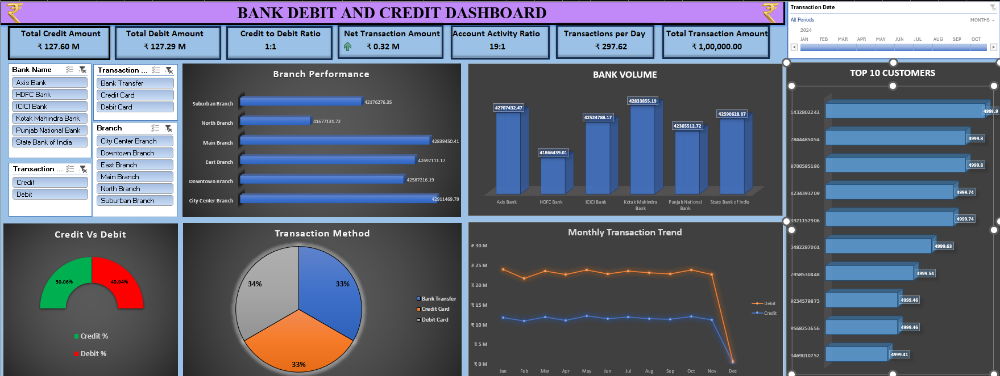 BANK DEBIT AND CREDIT DASHBOARD
Total Credit Amount
₹ 127.60 M
Total Debit Amount
₹ 127.29 M
Credit to Debit Ratio
1:1
Net Transaction Amount
₹ 0.32 M
Account Activity Ratio
19:1
Transactions per Day
₹ 297.62
Total Transaction Amount
₹ 1,00,000.00
Transaction Date
All Periods
MONTHS
2024
JAN FEB MAR APR MAY JUN JUL AUG SEP OCT
Bank Name
Axis Bank
HDFC Bank
ICICI Bank
Kotak Mahindra Bank
Punjab National Bank
State Bank of India
Transaction ...
Credit
Debit
Transaction ...
Bank Transfer
Credit Card
Debit Card
Branch
City Center Branch
Downtown Branch
East Branch
Main Branch
North Branch
Suburban Branch
Branch Performance
Suburban Branch 42176276.35
North Branch 41677131.72
Main Branch 42839450.41
East Branch 42697111.17
Downtown Branch 42587216.19
City Center Branch 42911469.79
BANK VOLUME
42707432.47
41866439.01
42524788.17
42833855.19
42365512.72
42590628.07
Axis Bank
HDFC Bank
ICICI Bank
Kotak Mahindra
Bank
Punjab National
Bank
State Bank of India
TOP 10 CUSTOMERS
1432802242 4999.9
7844485054 4999.8
8700585186 4999.8
4234393709 4999.74
3921157906 4999.74
3482287061 4999.63
2958530448 4999.54
9234579873 4999.46
9568253656 4999.46
3469010752 4999.41
Credit Vs Debit
50.06%
49.94%
Credit %
Debit %
Transaction Method
34%
33%
33%
Bank Transfer
Credit Card
Debit Card
Monthly Transaction Trend
₹ 30 M
₹ 25 M
₹ 20 M
₹ 15 M
₹ 10 M
₹ 5 M
₹ 0 M
Jan Feb Mar Apr May Jun Jul Aug Sep Oct Nov Dec
Debit
Credit